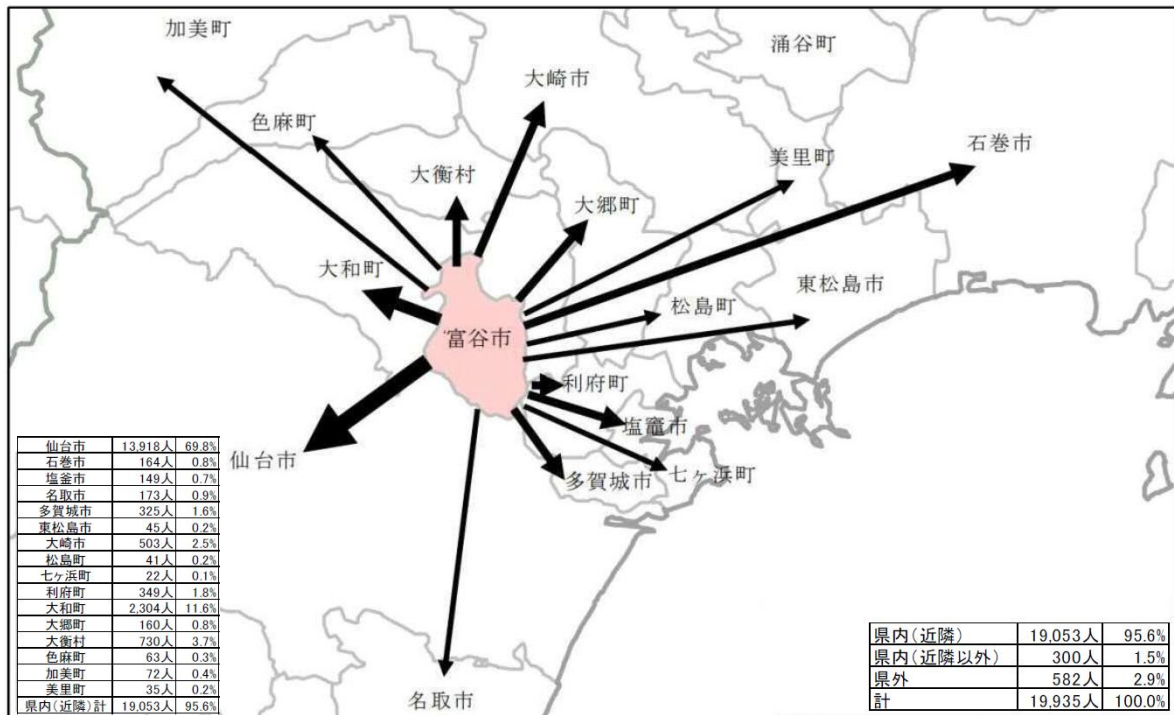 加美町
涌谷町
大崎市
色麻町
石巻市
美里町
大衡村
大郷町
大和町
東松島市
松島町
富谷市
利府町
塩竈市
仙台市
七ヶ浜町
多賀城市
名取市
仙台市 13,918人 69.8%
石巻市 164人 0.8%
塩釜市 149人 0.7%
名取市 173人 0.9%
多賀城市 325人 1.6%
東松島市 45人 0.2%
大崎市 503人 2.5%
松島町 41人 0.2%
七ヶ浜町 22人 0.1%
利府町 349人 1.8%
大和町 2,304人 11.6%
大郷町 160人 0.8%
大衡村 730人 3.7%
色麻町 63人 0.3%
加美町 72人 0.4%
美里町 35人 0.2%
県内(近隣)計 19,053人 95.6%
県内(近隣) 19,053人 95.6%
県内(近隣以外) 300人 1.5%
県外 582人 2.9%
計 19,935人 100.0%